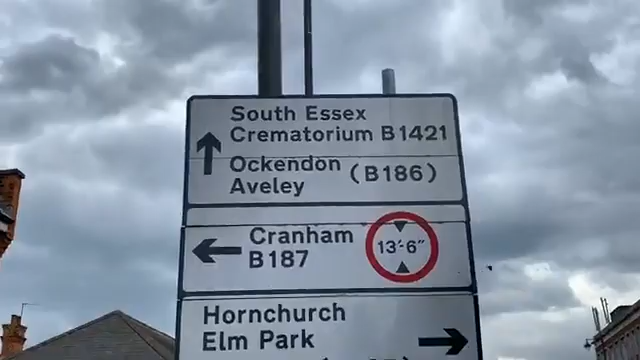 South Essex
Crematorium B1421
Ockendon (B186)
Aveley
Cranham
B187
13'-6"
Hornchurch
Elm Park